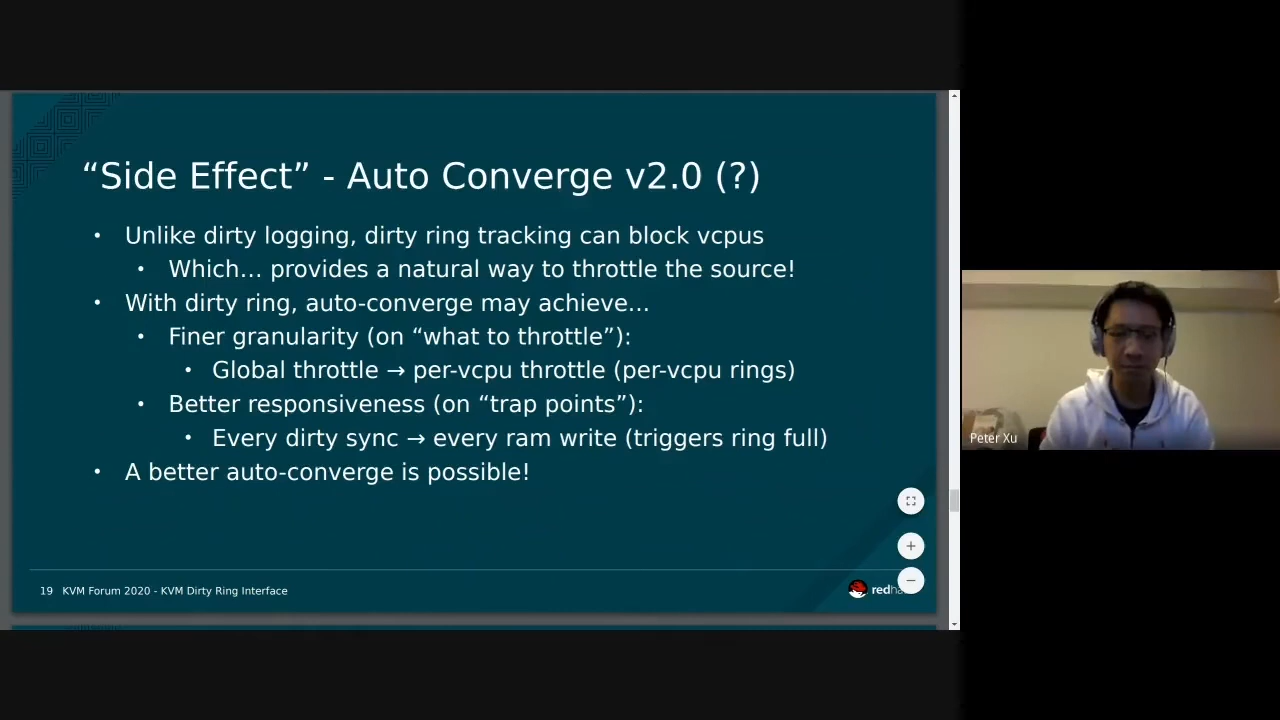 “Side Effect” - Auto Converge v2.0 (?)
• Unlike dirty logging, dirty ring tracking can block vcpus
• Which… provides a natural way to throttle the source!
• With dirty ring, auto-converge may achieve…
• Finer granularity (on “what to throttle”):
• Global throttle → per-vcpu throttle (per-vcpu rings)
• Better responsiveness (on “trap points”):
• Every dirty sync → every ram write (triggers ring full)
• A better auto-converge is possible!
19 KVM Forum 2020 - KVM Dirty Ring Interface
Peter Xu